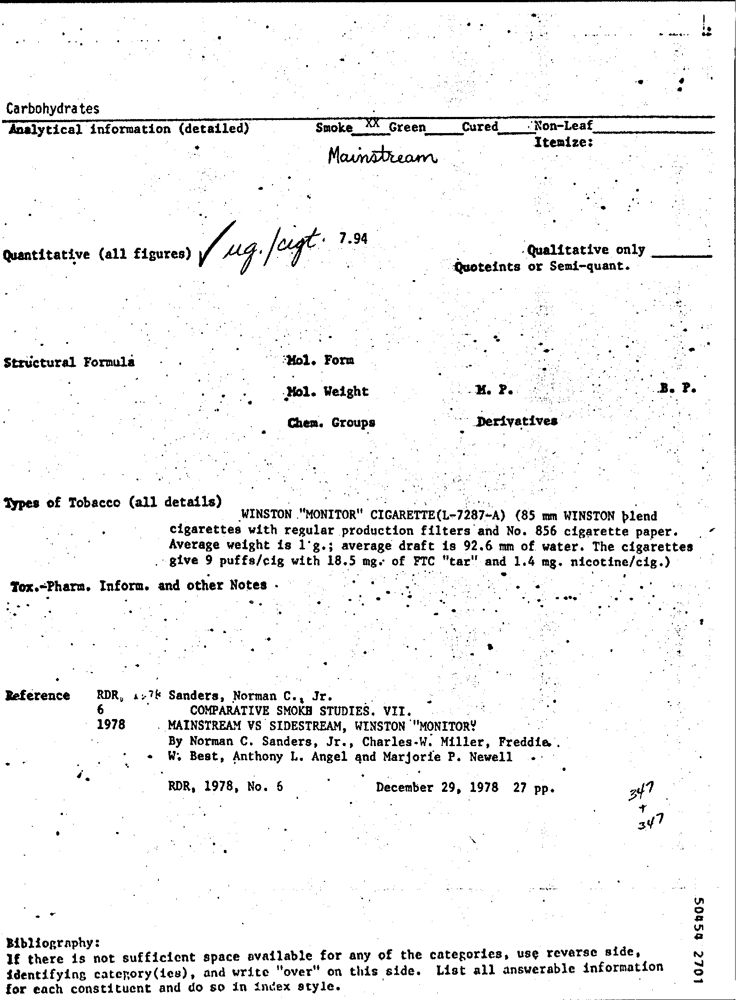 Carbohydrates
Analytical information (detailed) Smoke XX Green Cured Non-Leaf
Itemize:
Mainstream
Quantitative (all figures) √ ug./cigt. 7.94 Qualitative only
Quoteints or Semi-quant.
Structural Formula Mol. Form
Mol. Weight M. P. B. P.
Chem. Groups Derivatives
Types of Tobacco (all details)
WINSTON "MONITOR" CIGARETTE(L-7287-A) (85 mm WINSTON blend
cigarettes with regular production filters and No. 856 cigarette paper.
Average weight is 1 g.; average draft is 92.6 mm of water. The cigarettes
give 9 puffs/cig with 18.5 mg. of FTC "tar" and 1.4 mg. nicotine/cig.)
Tox.-Pharm. Inform. and other Notes
Reference RDR, Sanders, Norman C., Jr.
6 COMPARATIVE SMOKE STUDIES. VII.
1978 MAINSTREAM VS SIDESTREAM, WINSTON "MONITOR"
By Norman C. Sanders, Jr., Charles W. Miller, Freddie
W. Best, Anthony L. Angel and Marjorie P. Newell
RDR, 1978, No. 6 December 29, 1978 27 pp.
347
+
347
50454 2701
Bibliography:
If there is not sufficient space available for any of the categories, use reverse side,
identifying category(ies), and write "over" on this side. List all answerable information
for each constituent and do so in index style.